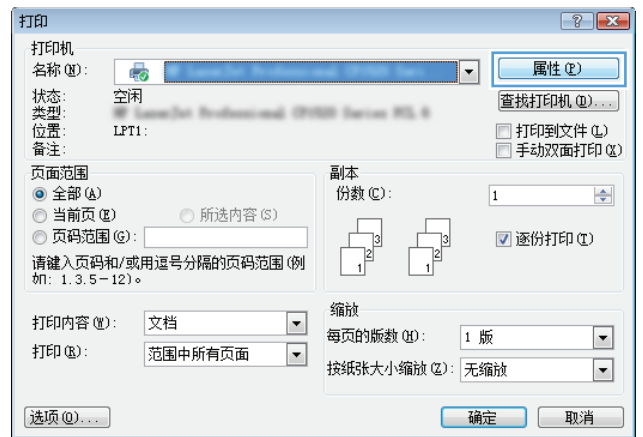 打印
打印机
名称(N): 属性(P)
状态: 空闲 查找打印机(D)...
类型:
位置: LPT1: 打印到文件(L)
备注: 手动双面打印(X)
页面范围
全部(A)
当前页(E) 所选内容(S)
页码范围(G):
请键入页码和/或用逗号分隔的页码范围(例
如: 1.3.5-12)。
副本
份数(C): 1
3 2 1 3 2 1
逐份打印(T)
打印内容(W): 文档
打印(R): 范围中所有页面
缩放
每页的版数(H): 1 版
按纸张大小缩放(Z): 无缩放
选项(O)... 确定 取消